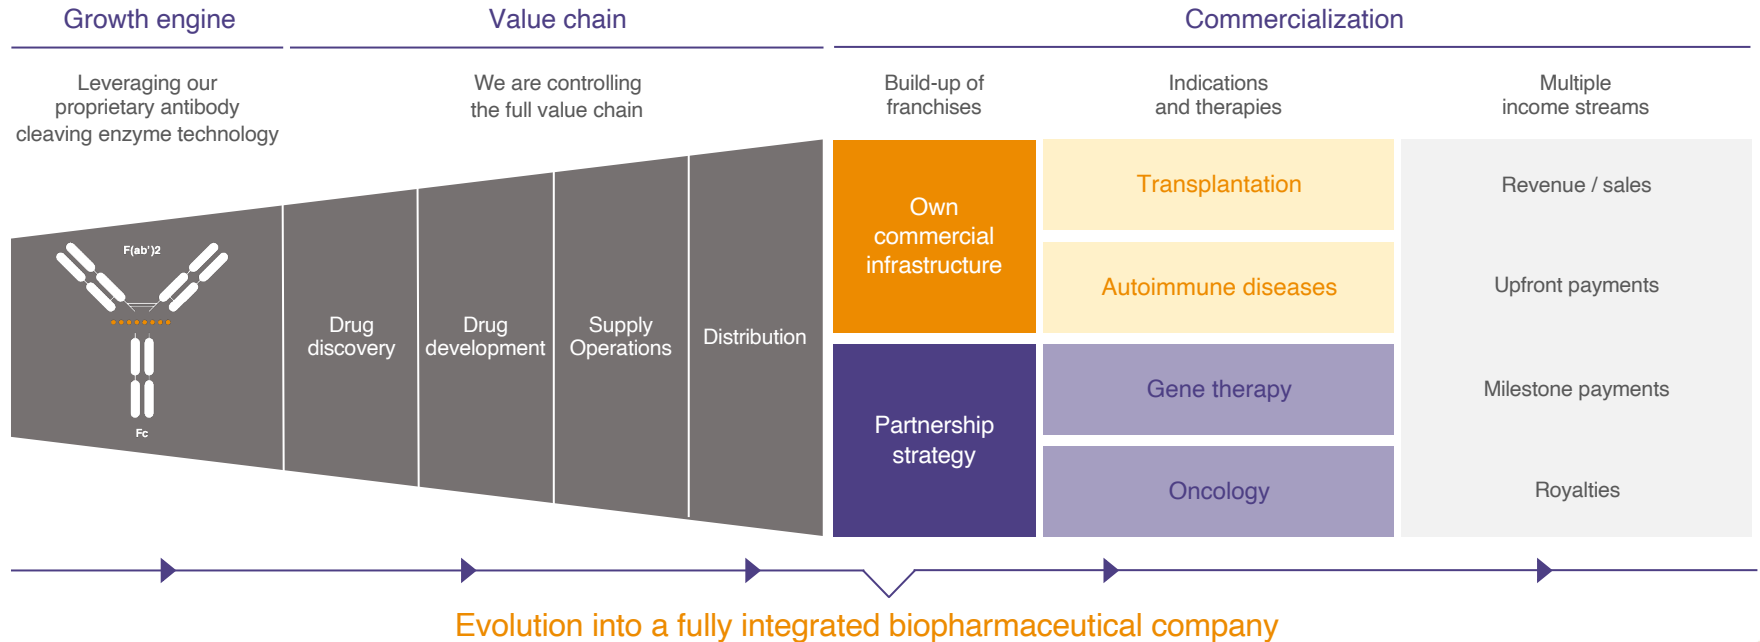 Growth engine
Value chain
Commercialization
Leveraging our
proprietary antibody
cleaving enzyme technology
We are controlling
the full value chain
Build-up of
franchises
Indications
and therapies
Multiple
income streams
F(ab')2
Fc
Drug
discovery
Drug
development
Supply
Operations
Distribution
Own
commercial
infrastructure
Partnership
strategy
Transplantation
Autoimmune diseases
Gene therapy
Oncology
Revenue / sales
Upfront payments
Milestone payments
Royalties
Evolution into a fully integrated biopharmaceutical company